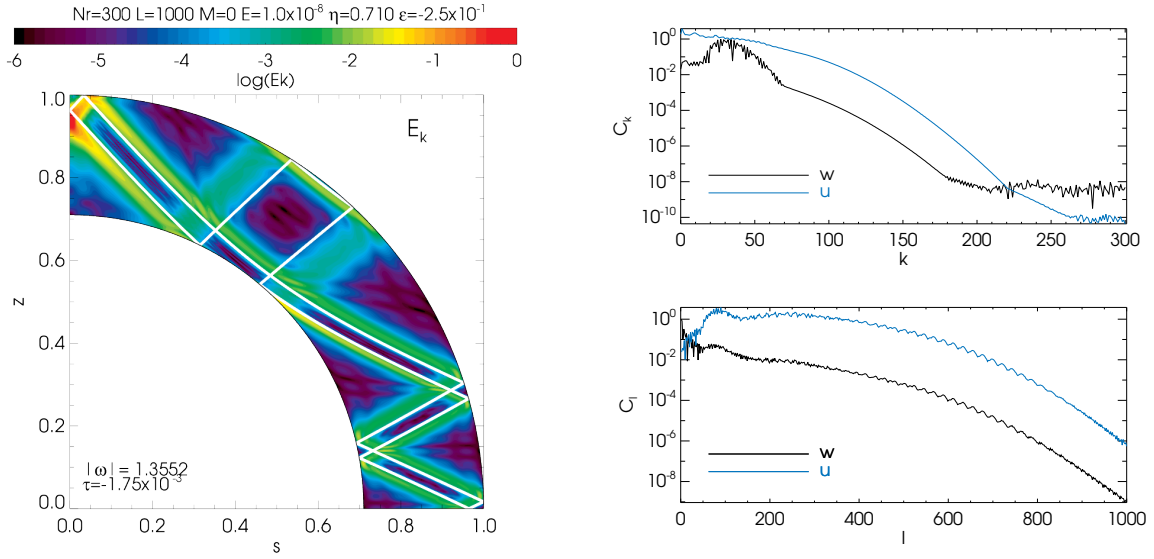 Nr=300 L=1000 M=0 E=1.0x10⁻⁸ η=0.710 ε=-2.5x10⁻¹
-6 -5 -4 -3 -2 -1 0
log(Ek)
1.0
0.8
0.6
0.4
0.2
0.0
z
E_k
|ω| = 1.3552
τ=-1.75x10⁻³
0.0 0.2 0.4 0.6 0.8 1.0
s
10⁰
10⁻²
10⁻⁴
10⁻⁶
10⁻⁸
10⁻¹⁰
C_k
w
u
0 50 100 150 200 250 300
k
10⁰
10⁻²
10⁻⁴
10⁻⁶
10⁻⁸
C_l
w
u
0 200 400 600 800 1000
l